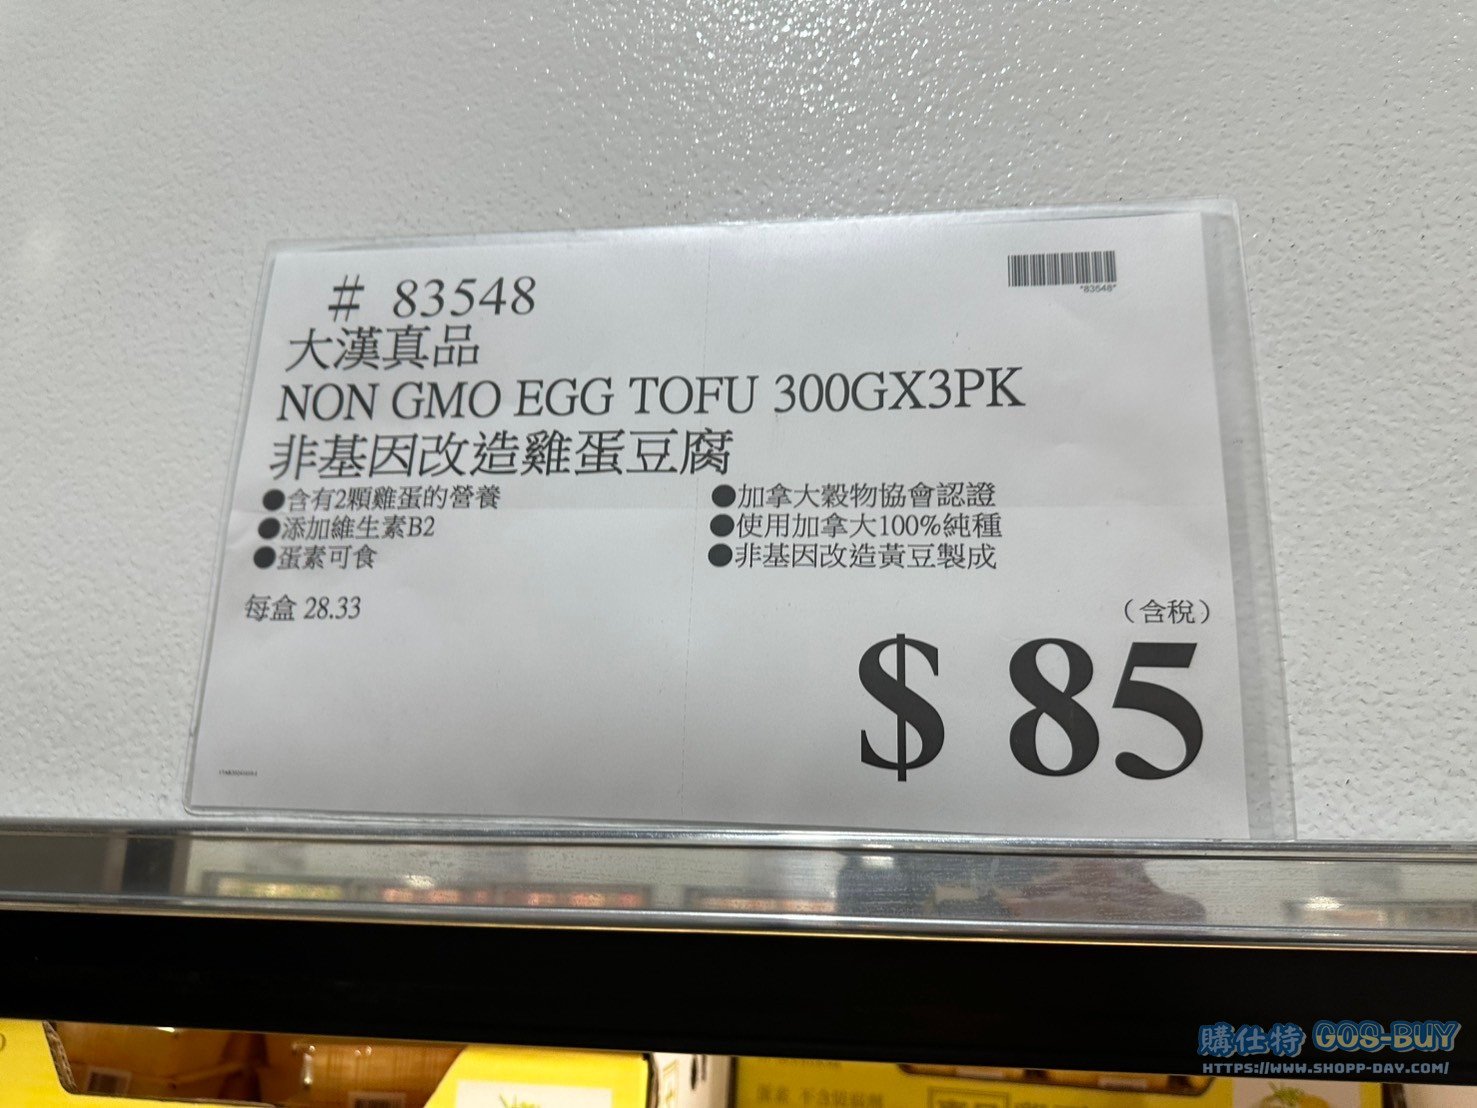 # 83548
*83548*
大漢真品
NON GMO EGG TOFU 300GX3PK
非基因改造雞蛋豆腐
●含有2顆雞蛋的營養
●添加維生素B2
●蛋素可食
●加拿大穀物協會認證
●使用加拿大100%純種
●非基因改造黃豆製成
每盒 28.33
（含稅）
$ 85
購仕特 GOS-BUY
HTTPS://WWW.SHOPP-DAY.COM/